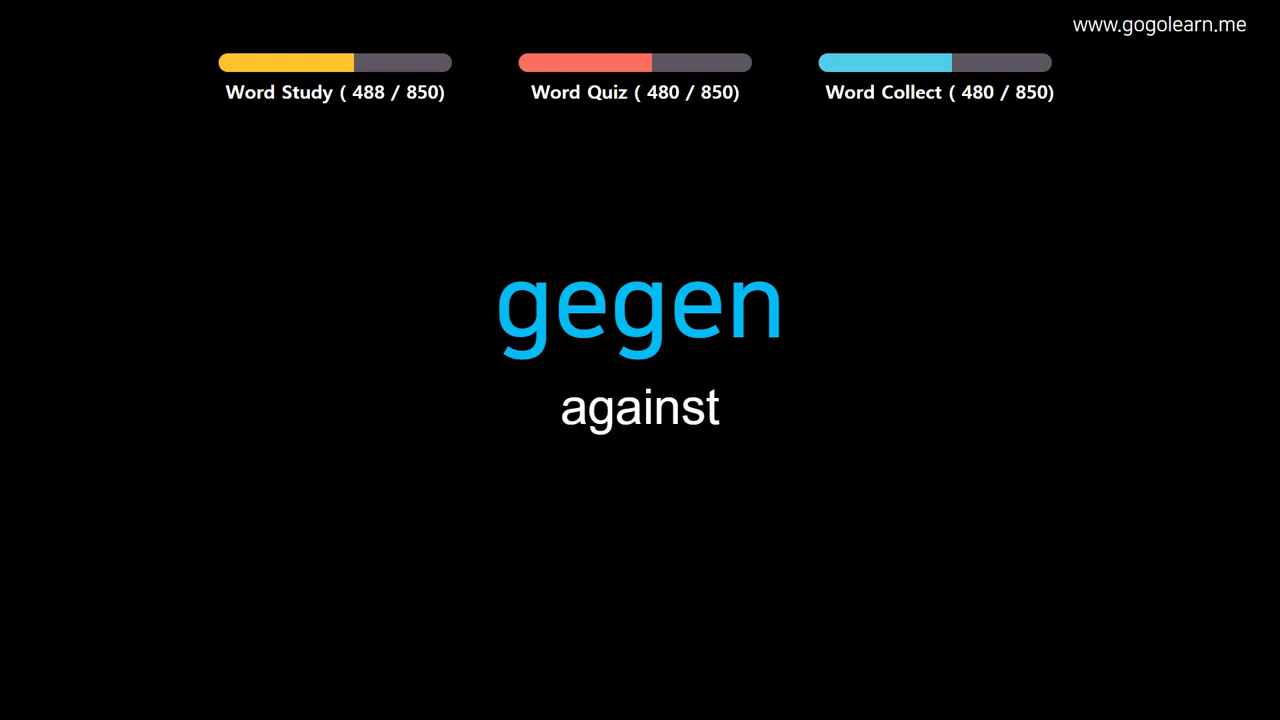 www.gogolearn.me
Word Study ( 488 / 850)
Word Quiz ( 480 / 850)
Word Collect ( 480 / 850)
gegen
against